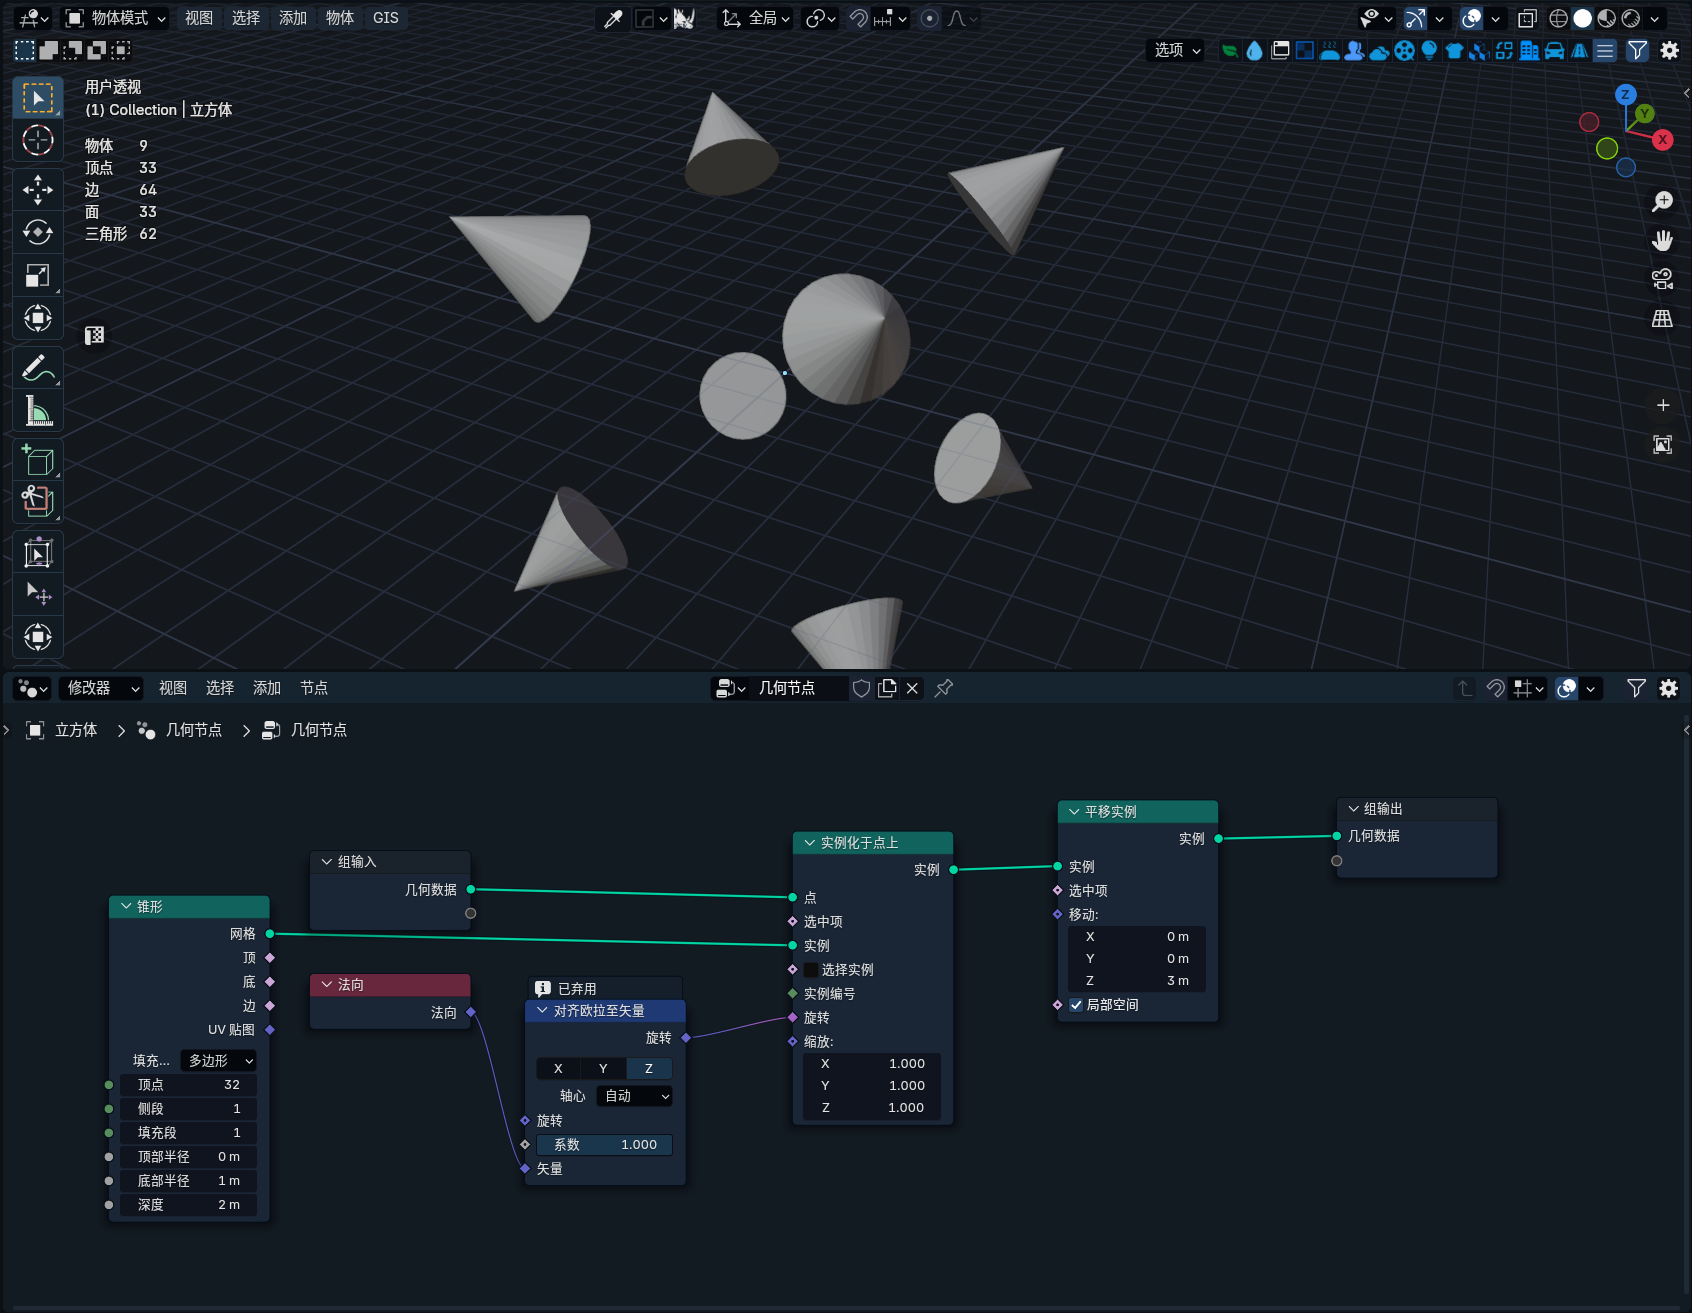 物体模式 视图 选择 添加 物体 GIS 全局
选项
用户透视
(1) Collection | 立方体
物体 9
顶点 33
边 64
面 33
三角形 62
Z
Y
X
修改器 视图 选择 添加 节点 几何节点
立方体 几何节点 几何节点
锥形
网格
顶
底
边
UV 贴图
填充... 多边形
顶点 32
侧段 1
填充段 1
顶部半径 0 m
底部半径 1 m
深度 2 m
组输入
几何数据
法向
法向
已弃用
对齐欧拉至矢量
旋转
X Y Z
轴心 自动
旋转
系数 1.000
矢量
实例化于点上
实例
点
选中项
实例
选择实例
实例编号
旋转
缩放:
X 1.000
Y 1.000
Z 1.000
平移实例
实例
实例
选中项
移动:
X 0 m
Y 0 m
Z 3 m
局部空间
组输出
几何数据